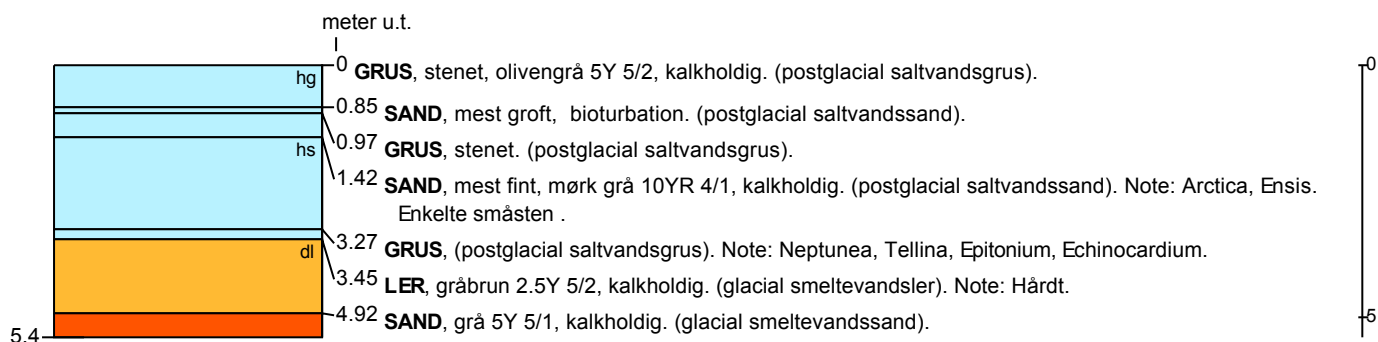 meter u.t.
0 GRUS, stenet, olivengrå 5Y 5/2, kalkholdig. (postglacial saltvandsgrus).
hg
0.85 SAND, mest groft, bioturbation. (postglacial saltvandssand).
0.97 GRUS, stenet. (postglacial saltvandsgrus).
hs
1.42 SAND, mest fint, mørk grå 10YR 4/1, kalkholdig. (postglacial saltvandssand). Note: Arctica, Ensis.
Enkelte småsten .
3.27 GRUS, (postglacial saltvandsgrus). Note: Neptunea, Tellina, Epitonium, Echinocardium.
dl
3.45 LER, gråbrun 2.5Y 5/2, kalkholdig. (glacial smeltevandsler). Note: Hårdt.
4.92 SAND, grå 5Y 5/1, kalkholdig. (glacial smeltevandssand).
5.4
0
5